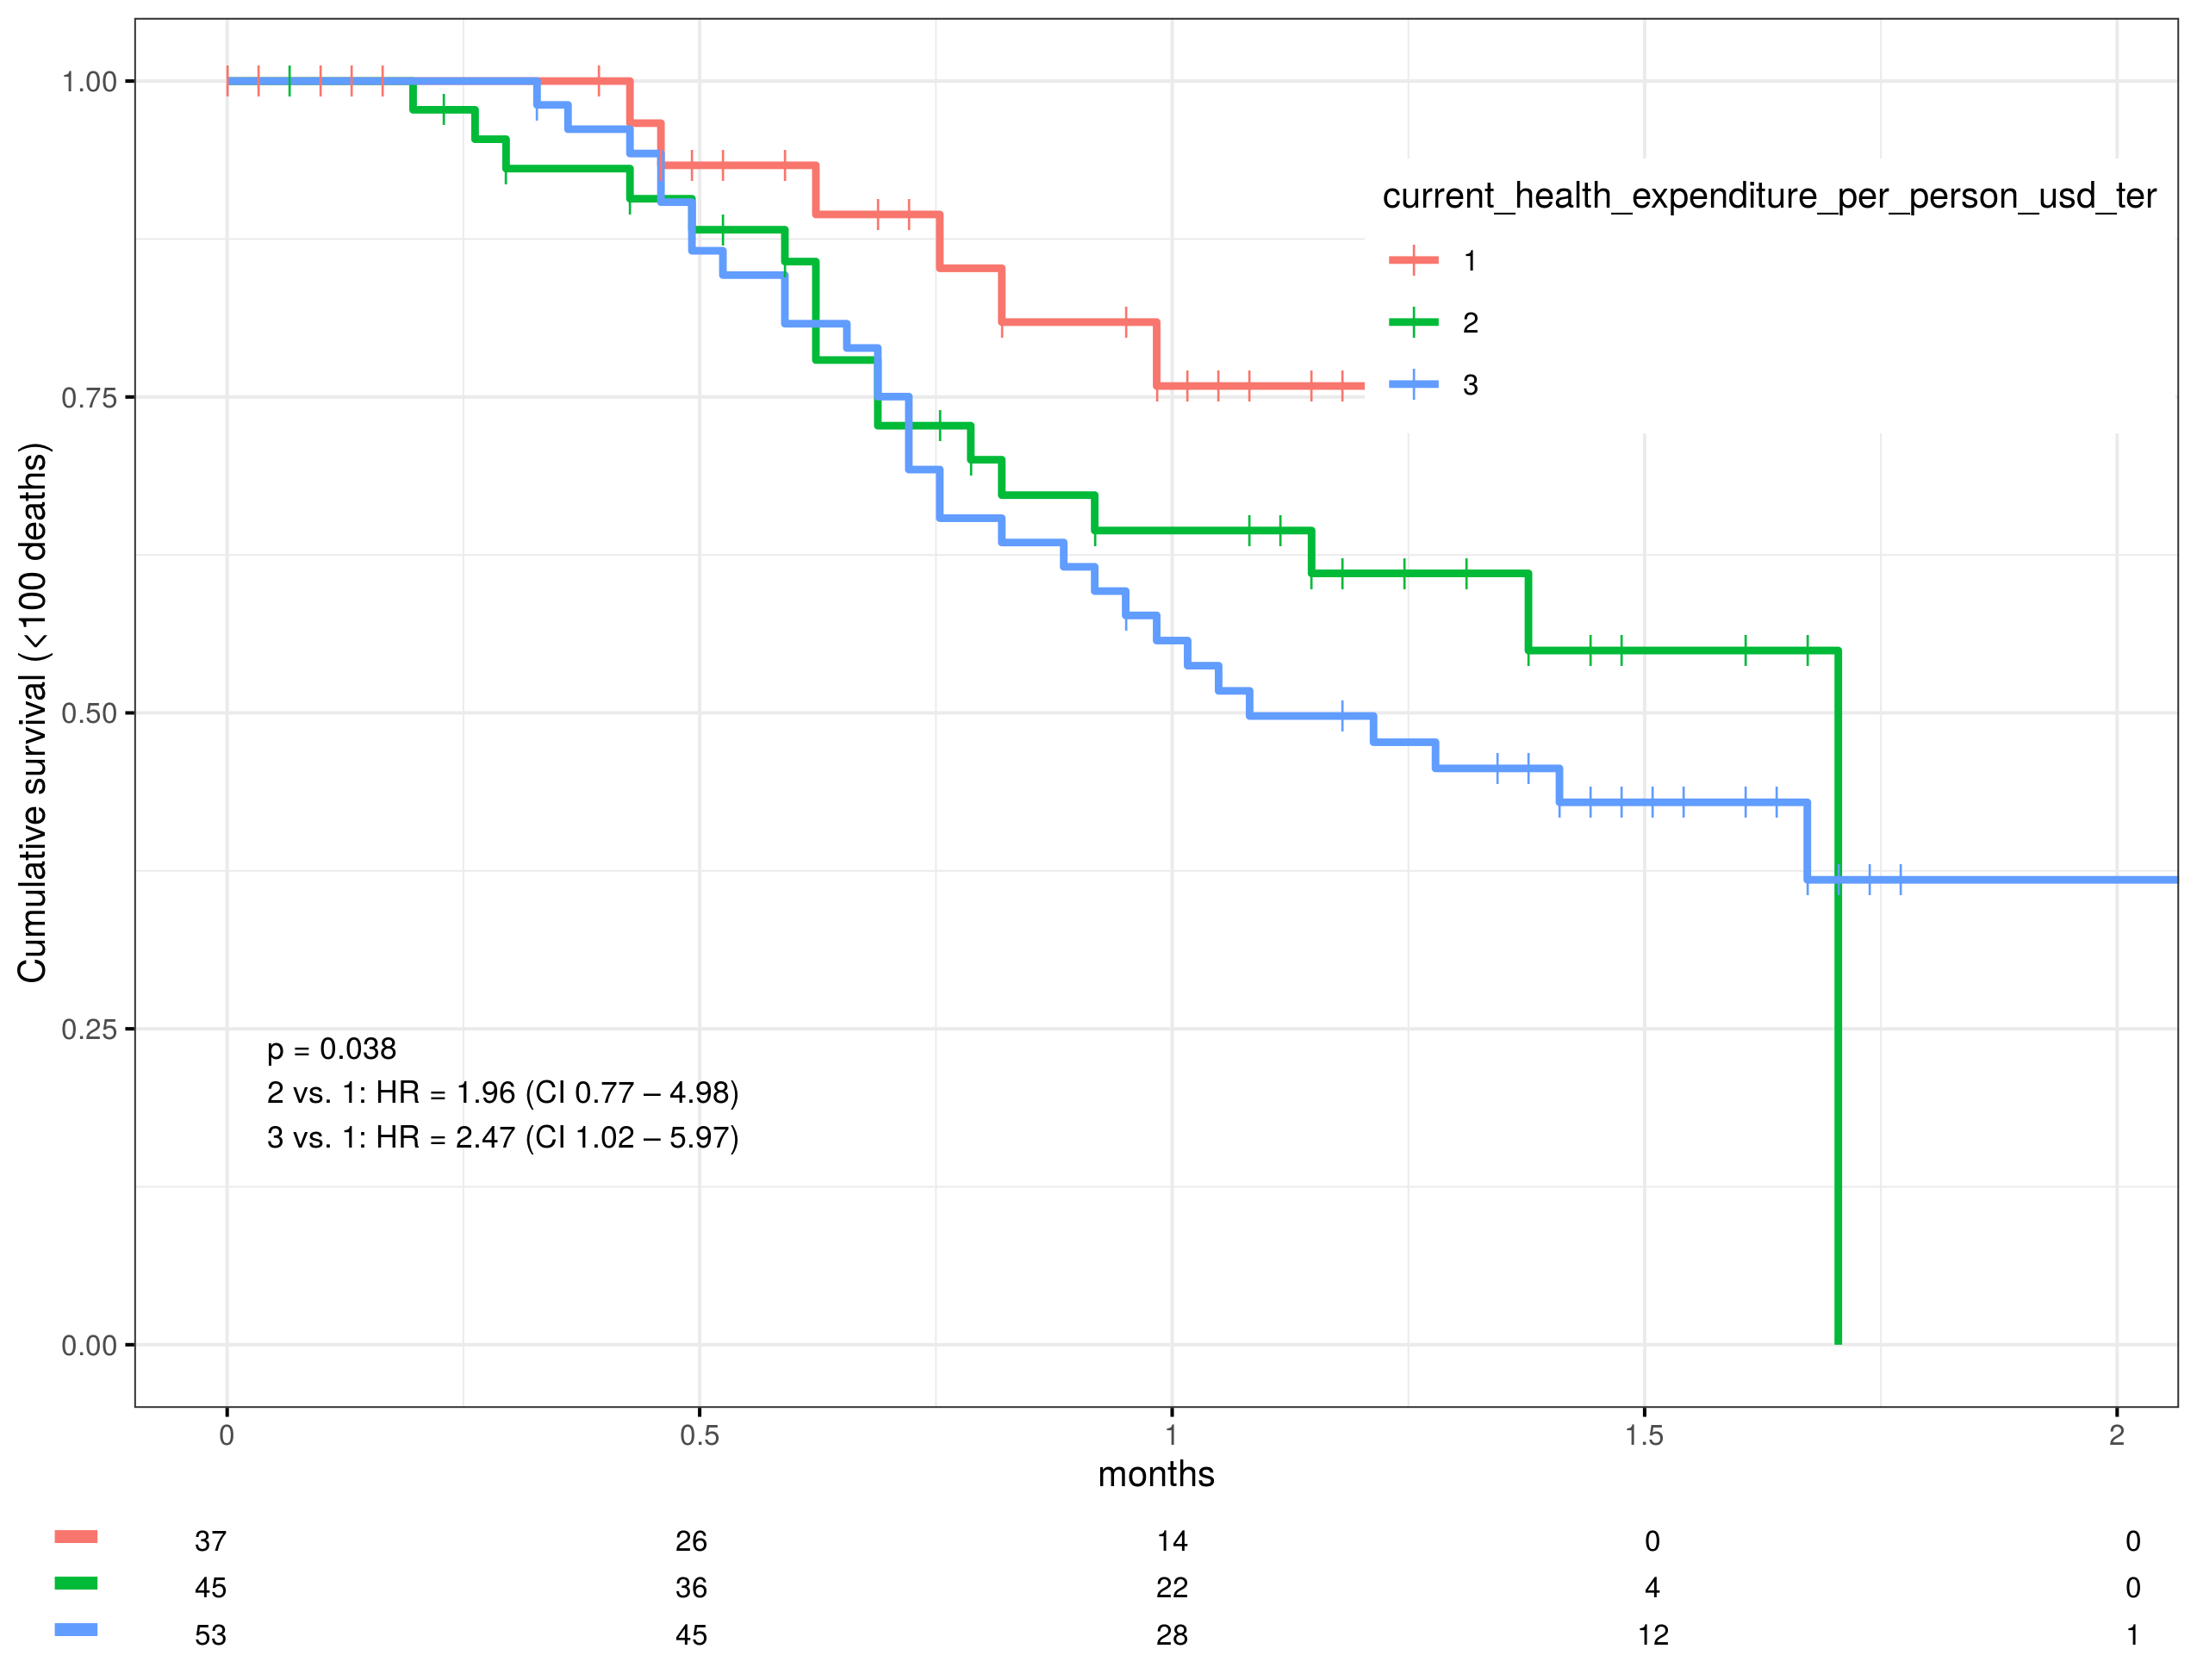 Cumulative survival (<100 deaths)
1.00
0.75
0.50
0.25
0.00
current_health_expenditure_per_person_usd_ter
1
2
3
p = 0.038
2 vs. 1: HR = 1.96 (CI 0.77 – 4.98)
3 vs. 1: HR = 2.47 (CI 1.02 – 5.97)
0 0.5 1 1.5 2
months
37 26 14 0 0
45 36 22 4 0
53 45 28 12 1